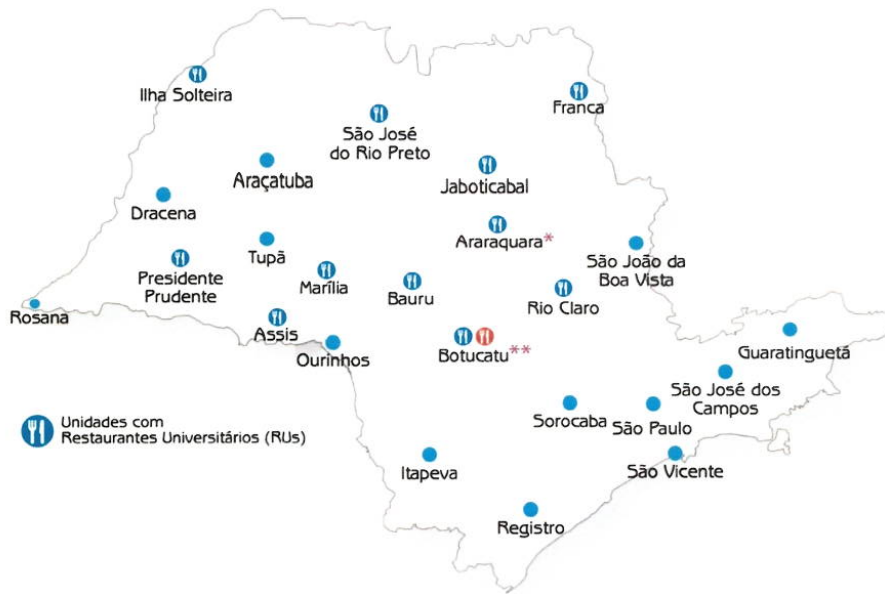 Ilha Solteira
Franca
São José
do Rio Preto
Araçatuba
Jaboticabal
Dracena
Araraquara*
Tupã
São João da
Boa Vista
Presidente
Prudente
Marília
Bauru
Rio Claro
Rosana
Assis
Ourinhos
Botucatu**
Guaratinguetá
São José dos
Campos
Sorocaba
São Paulo
Unidades com
Restaurantes Universitários (RUs)
Itapeva
São Vicente
Registro